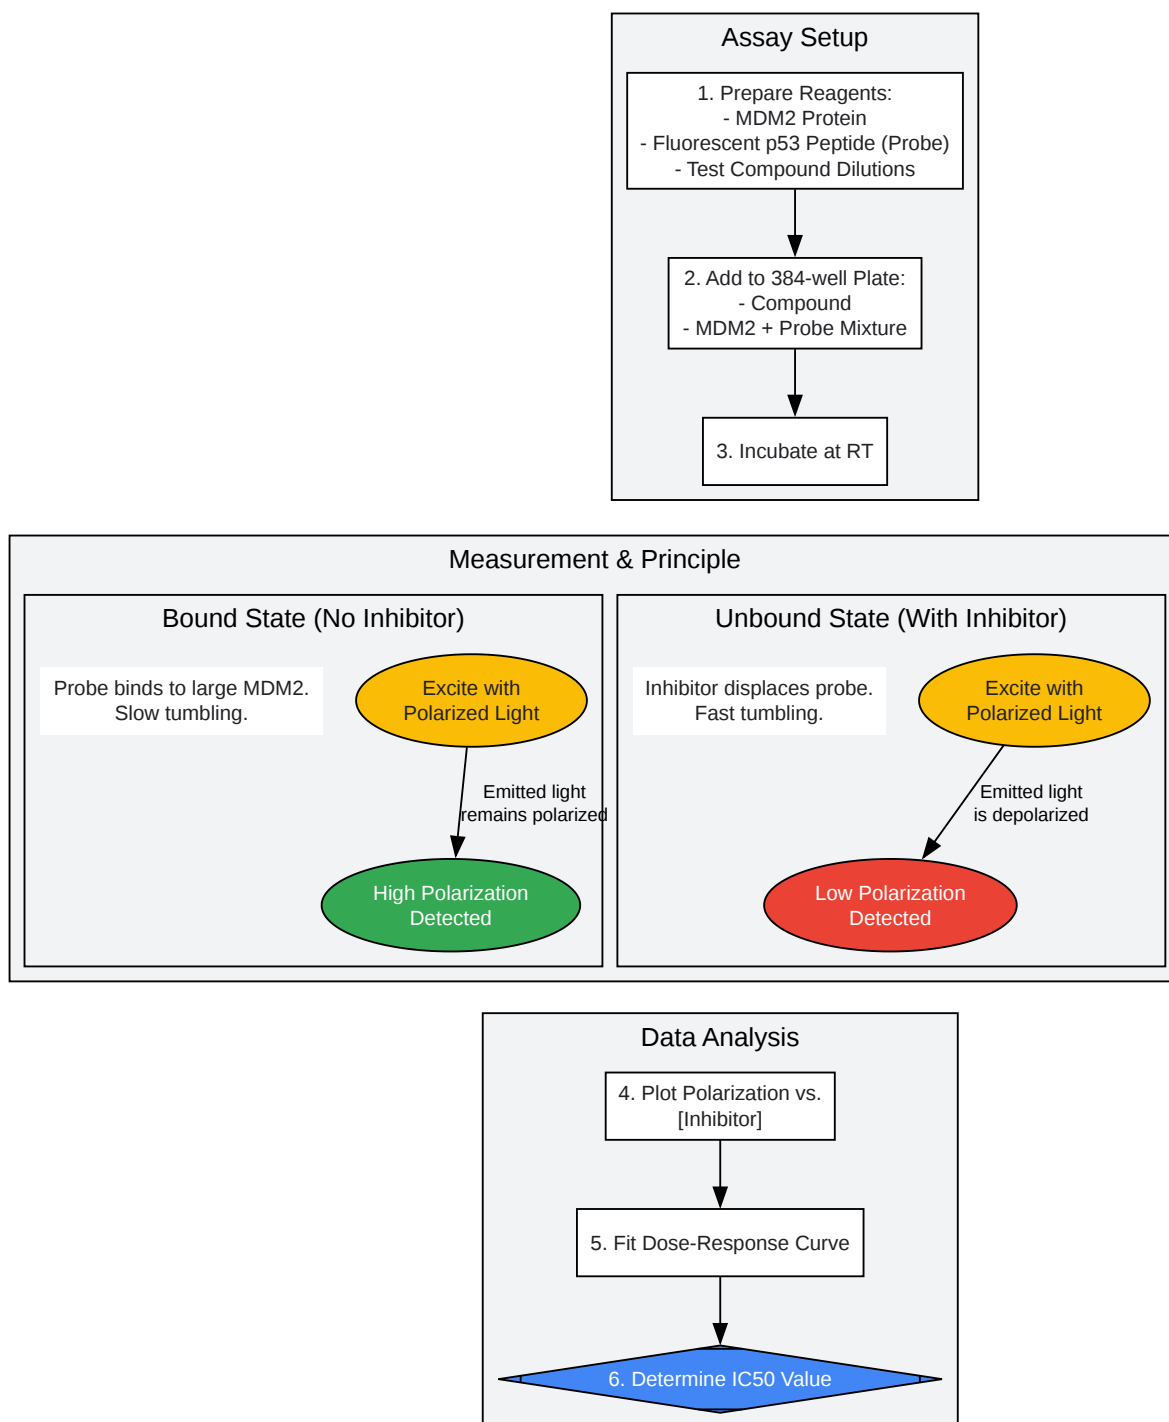 Assay Setup
1. Prepare Reagents:
- MDM2 Protein
- Fluorescent p53 Peptide (Probe)
- Test Compound Dilutions
2. Add to 384-well Plate:
- Compound
- MDM2 + Probe Mixture
3. Incubate at RT
Measurement & Principle
Bound State (No Inhibitor)
Probe binds to large MDM2.
Slow tumbling.
Excite with
Polarized Light
Emitted light
remains polarized
High Polarization
Detected
Unbound State (With Inhibitor)
Inhibitor displaces probe.
Fast tumbling.
Excite with
Polarized Light
Emitted light
is depolarized
Low Polarization
Detected
Data Analysis
4. Plot Polarization vs.
[Inhibitor]
5. Fit Dose-Response Curve
6. Determine IC50 Value